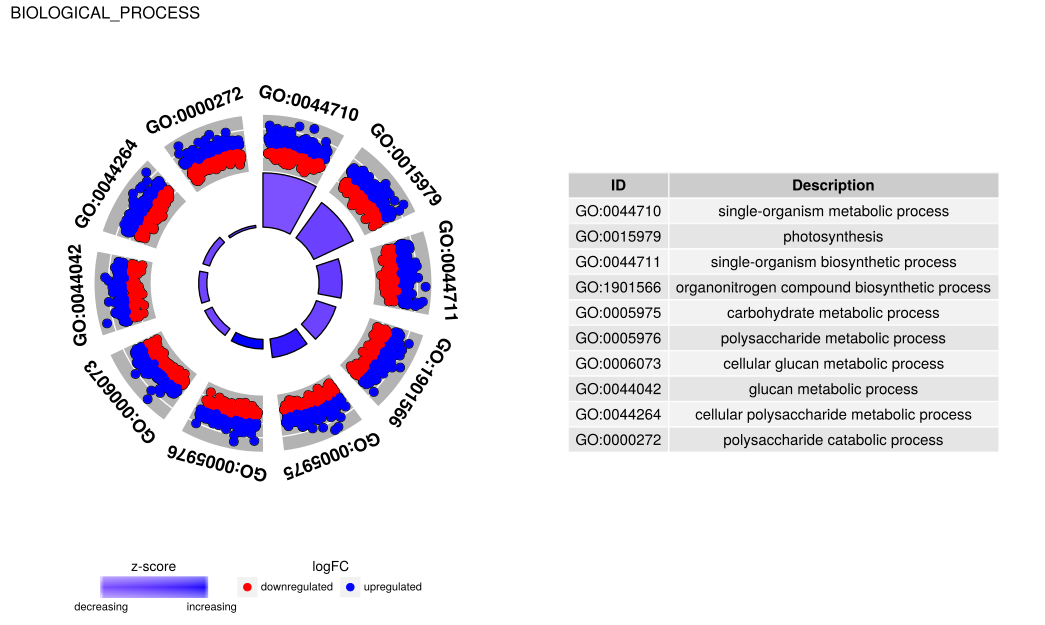 BIOLOGICAL_PROCESS
GO:0044710
GO:0015979
GO:0044711
GO:1901566
GO:0005975
GO:0005976
GO:0006073
GO:0044042
GO:0044264
GO:0000272
ID Description
GO:0044710 single-organism metabolic process
GO:0015979 photosynthesis
GO:0044711 single-organism biosynthetic process
GO:1901566 organonitrogen compound biosynthetic process
GO:0005975 carbohydrate metabolic process
GO:0005976 polysaccharide metabolic process
GO:0006073 cellular glucan metabolic process
GO:0044042 glucan metabolic process
GO:0044264 cellular polysaccharide metabolic process
GO:0000272 polysaccharide catabolic process
z-score
decreasing increasing
logFC
downregulated upregulated